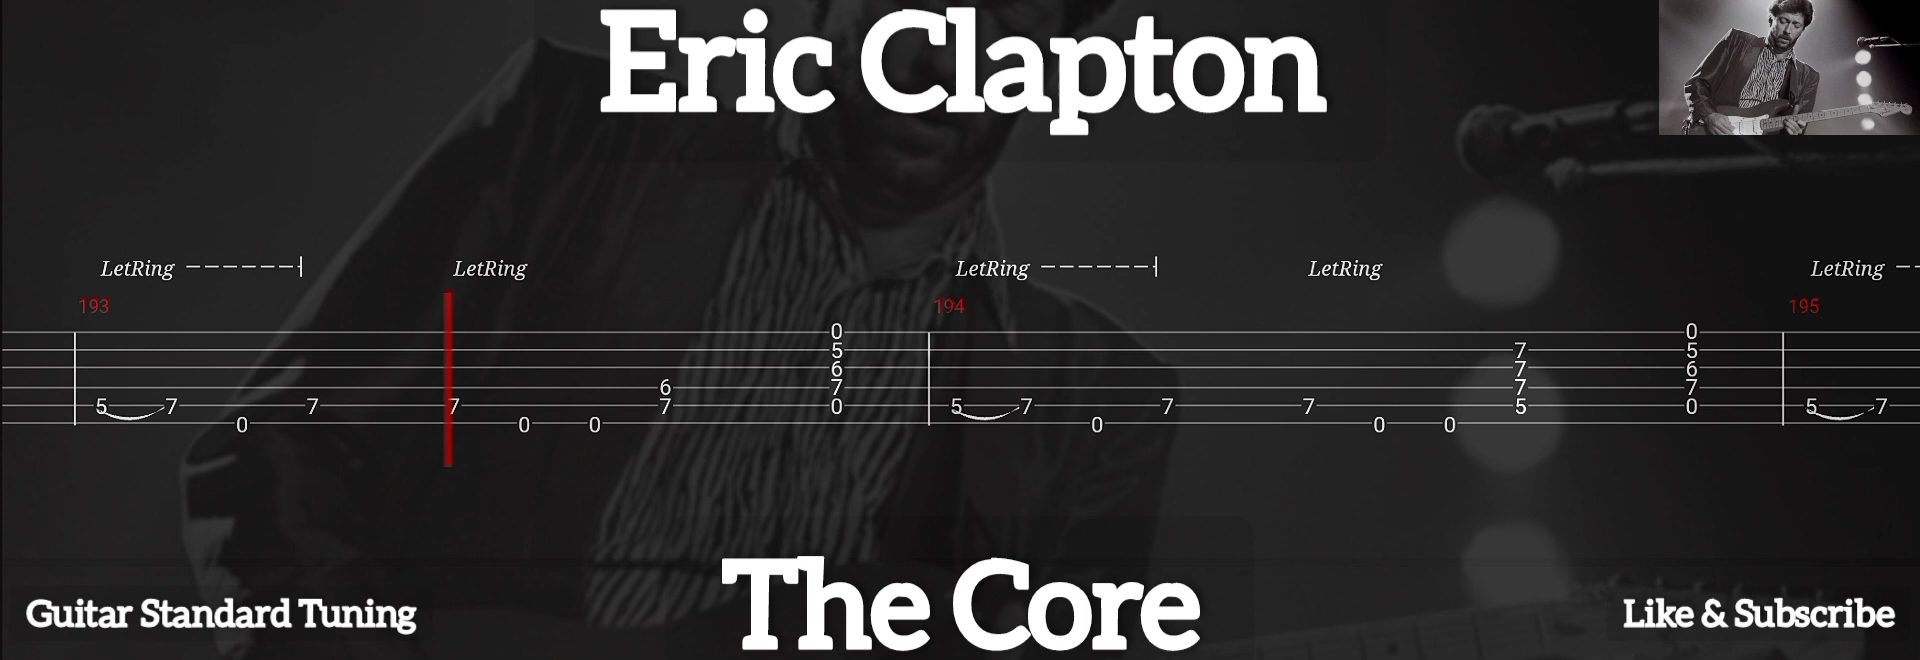 Eric Clapton
LetRing LetRing LetRing LetRing LetRing
193 194 195
0 0
5 7 5
6 7 6
6 7 7 7
5 7 7 7 7 0 5 7 7 7 5 0 5 7
0 0 0 0 0 0
The Core
Guitar Standard Tuning
Like & Subscribe